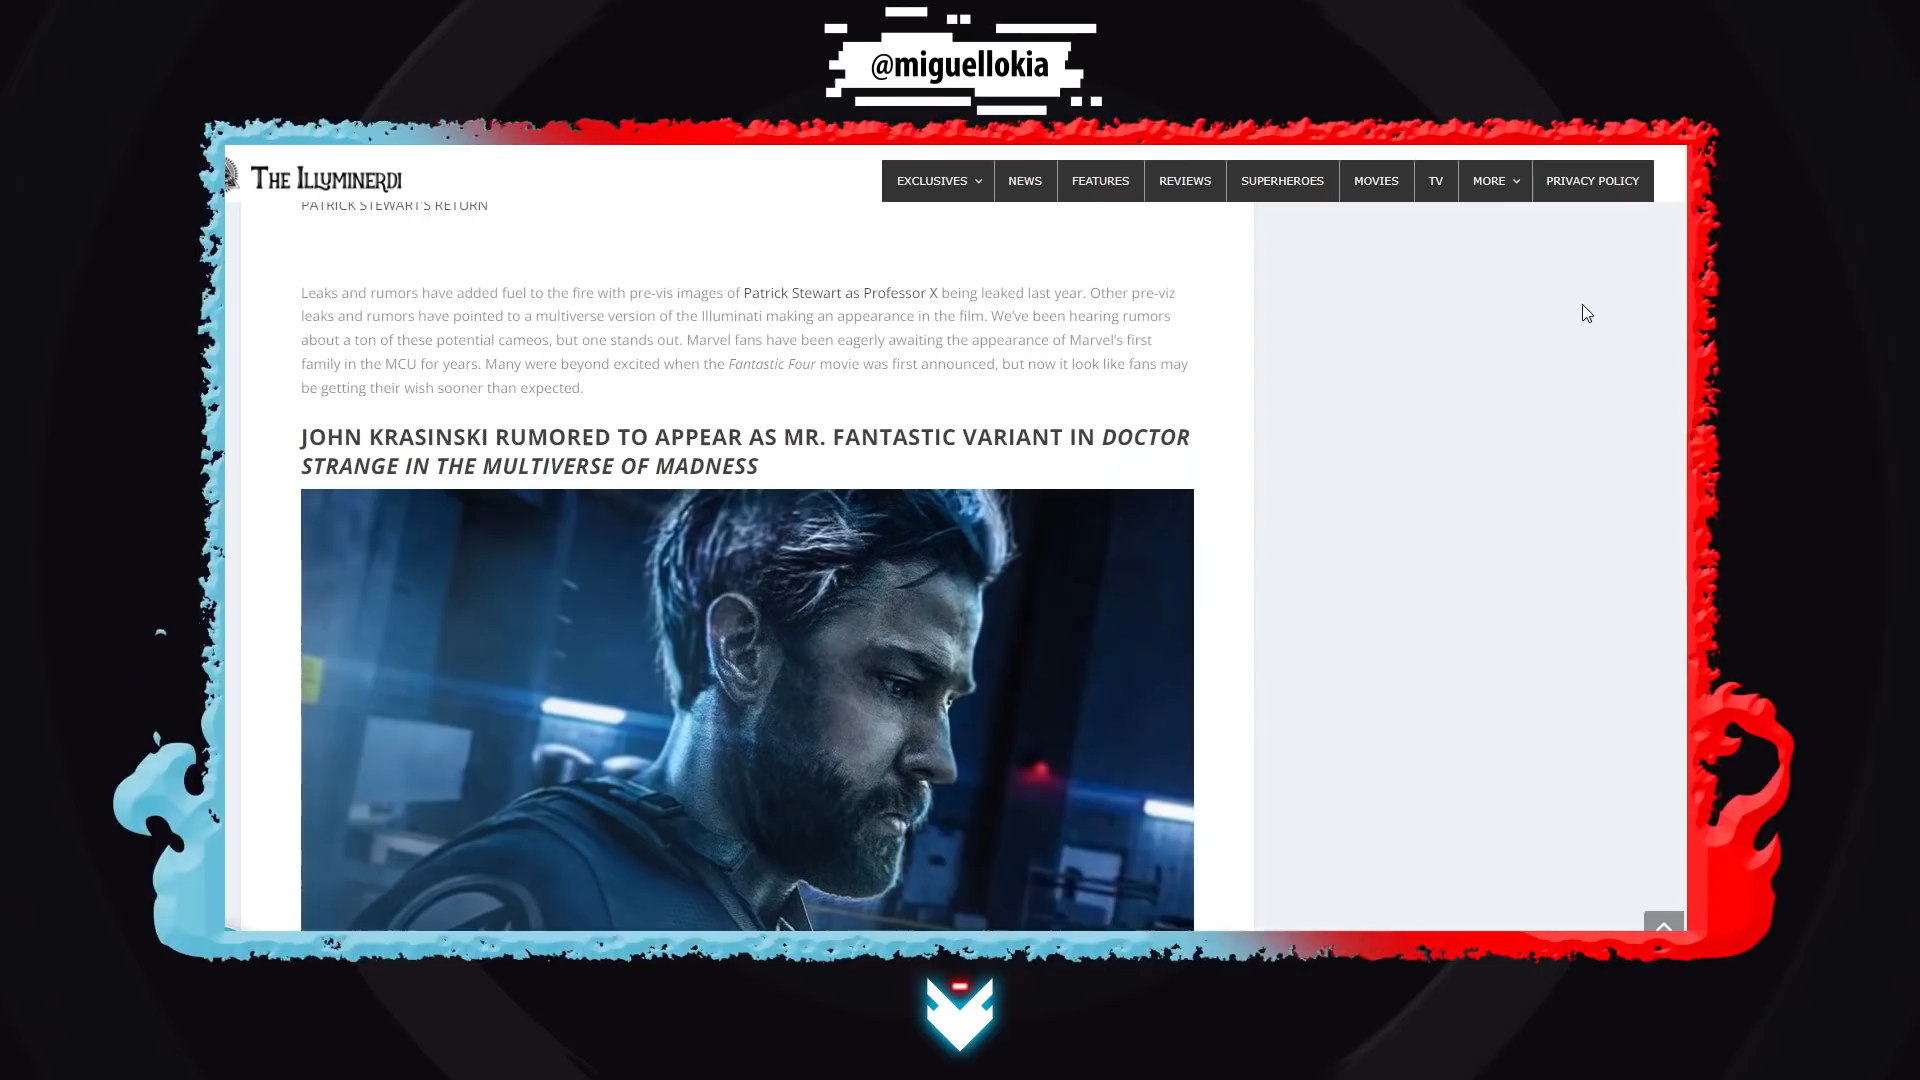 @miguellokia
The Illuminerdi
EXCLUSIVES NEWS FEATURES REVIEWS SUPERHEROES MOVIES TV MORE PRIVACY POLICY
PATRICK STEWART'S RETURN
Leaks and rumors have added fuel to the fire with pre-vis images of Patrick Stewart as Professor X being leaked last year. Other pre-viz
leaks and rumors have pointed to a multiverse version of the Illuminati making an appearance in the film. We've been hearing rumors
about a ton of these potential cameos, but one stands out. Marvel fans have been eagerly awaiting the appearance of Marvel's first
family in the MCU for years. Many were beyond excited when the Fantastic Four movie was first announced, but now it look like fans may
be getting their wish sooner than expected.
JOHN KRASINSKI RUMORED TO APPEAR AS MR. FANTASTIC VARIANT IN DOCTOR
STRANGE IN THE MULTIVERSE OF MADNESS